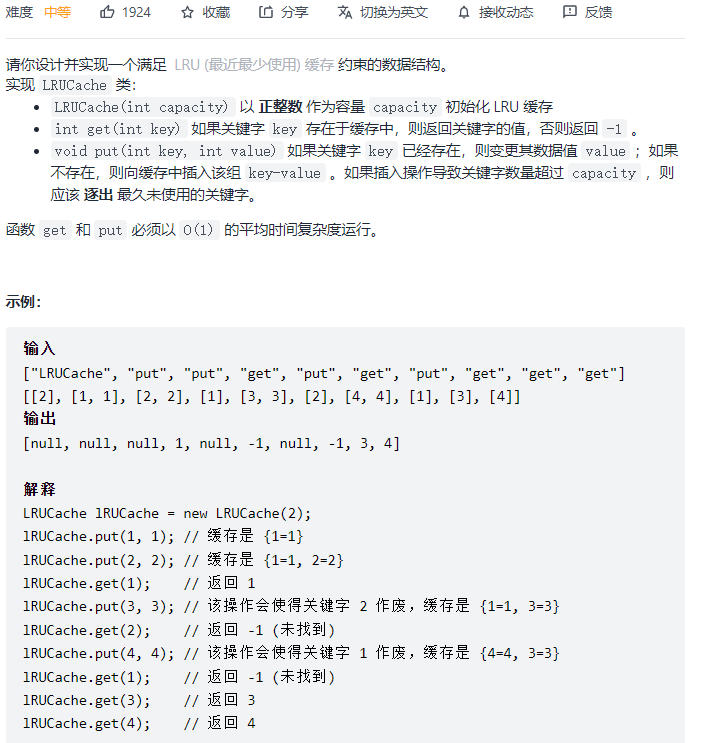 难度 中等 1924 收藏 分享 切换为英文 接收动态 反馈
请你设计并实现一个满足 LRU (最近最少使用) 缓存 约束的数据结构。
实现 LRUCache 类：
• LRUCache(int capacity) 以 正整数 作为容量 capacity 初始化 LRU 缓存
• int get(int key) 如果关键字 key 存在于缓存中，则返回关键字的值，否则返回 -1 。
• void put(int key, int value) 如果关键字 key 已经存在，则变更其数据值 value ；如果
不存在，则向缓存中插入该组 key-value 。如果插入操作导致关键字数量超过 capacity ，则
应该 逐出 最久未使用的关键字。
函数 get 和 put 必须以 O(1) 的平均时间复杂度运行。
示例：
输入
["LRUCache", "put", "put", "get", "put", "get", "put", "get", "get", "get"]
[[2], [1, 1], [2, 2], [1], [3, 3], [2], [4, 4], [1], [3], [4]]
输出
[null, null, null, 1, null, -1, null, -1, 3, 4]
解释
LRUCache lRUCache = new LRUCache(2);
lRUCache.put(1, 1); // 缓存是 {1=1}
lRUCache.put(2, 2); // 缓存是 {1=1, 2=2}
lRUCache.get(1);    // 返回 1
lRUCache.put(3, 3); // 该操作会使得关键字 2 作废，缓存是 {1=1, 3=3}
lRUCache.get(2);    // 返回 -1 (未找到)
lRUCache.put(4, 4); // 该操作会使得关键字 1 作废，缓存是 {4=4, 3=3}
lRUCache.get(1);    // 返回 -1 (未找到)
lRUCache.get(3);    // 返回 3
lRUCache.get(4);    // 返回 4